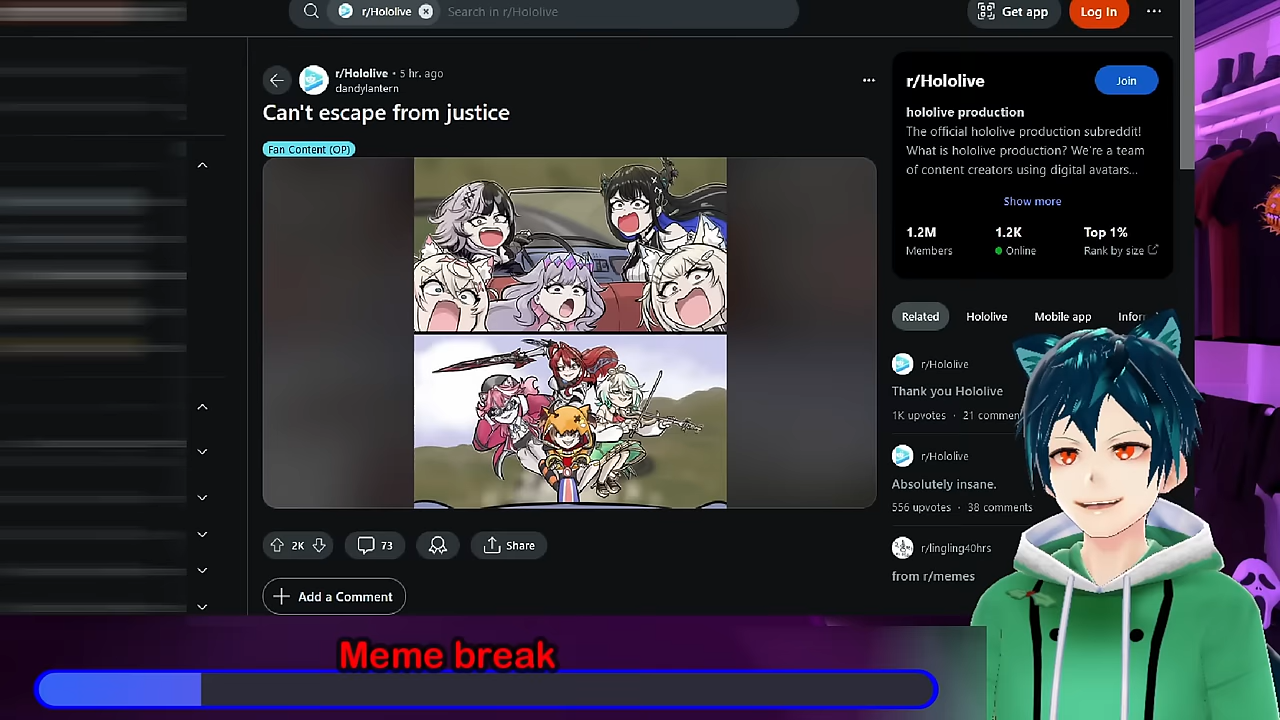 r/Hololive
Search in r/Hololive
Get app
Log In
r/Hololive • 5 hr. ago
dandylantern
Can't escape from justice
Fan Content (OP)
2K
73
Share
Add a Comment
r/Hololive
Join
hololive production
The official hololive production subreddit!
What is hololive production? We're a team
of content creators using digital avatars...
Show more
1.2M
1.2K
Top 1%
Members
Online
Rank by size
Related
Hololive
Mobile app
r/Hololive
Thank you Hololive
1K upvotes · 21
r/Hololive
Absolutely insane.
556 upvotes · 38 comments
r/lingling40hrs
from r/memes
Meme break